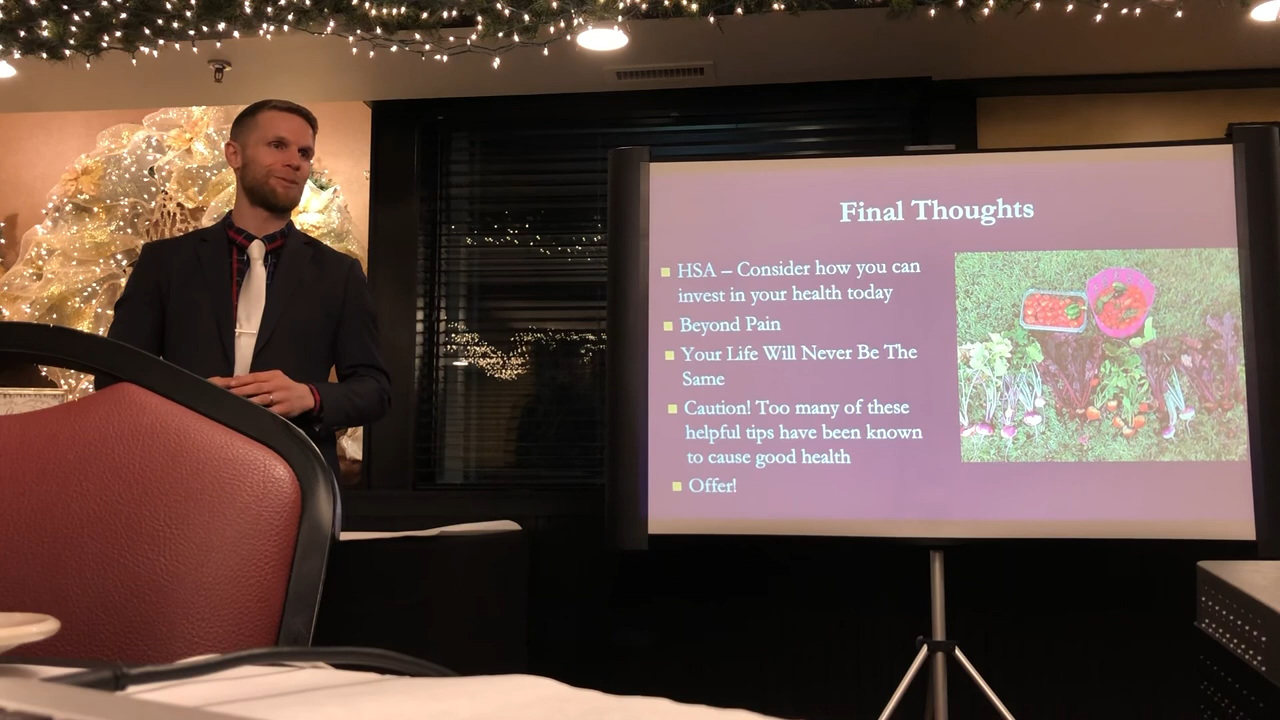 Final Thoughts
HSA – Consider how you can
invest in your health today
Beyond Pain
Your Life Will Never Be The
Same
Caution! Too many of these
helpful tips have been known
to cause good health
Offer!